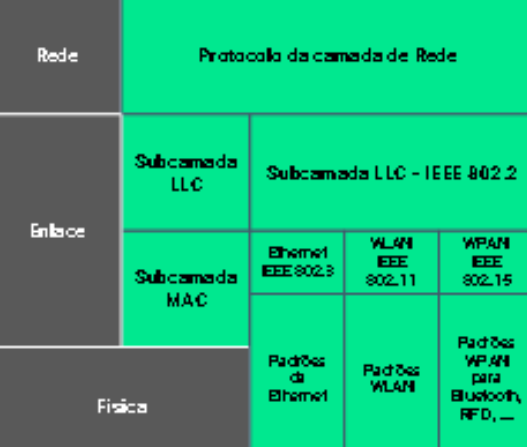 Rede
Protocolo da camada de Rede
Enlace
Subcamada
LLC
Subcamada LLC - IEEE 802.2
Subcamada
MAC
Ethernet
IEEE 802.3
WLAN
IEEE
802.11
WPAN
IEEE
802.15
Física
Padrões
da
Ethernet
Padrões
WLAN
Padrões
WPAN
para
Bluetooth,
RFID, ...